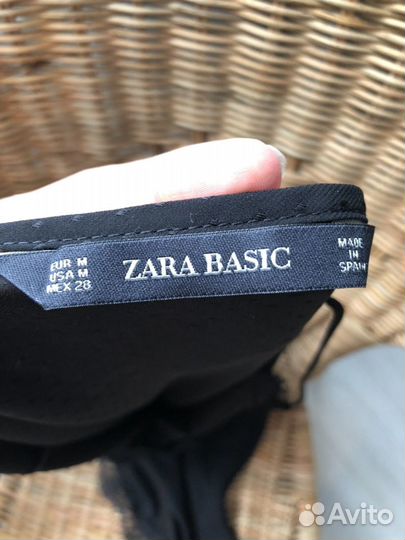 EUR M
USA M
MEX 28
ZARA BASIC
MADE
IN
SPAIN
Avito